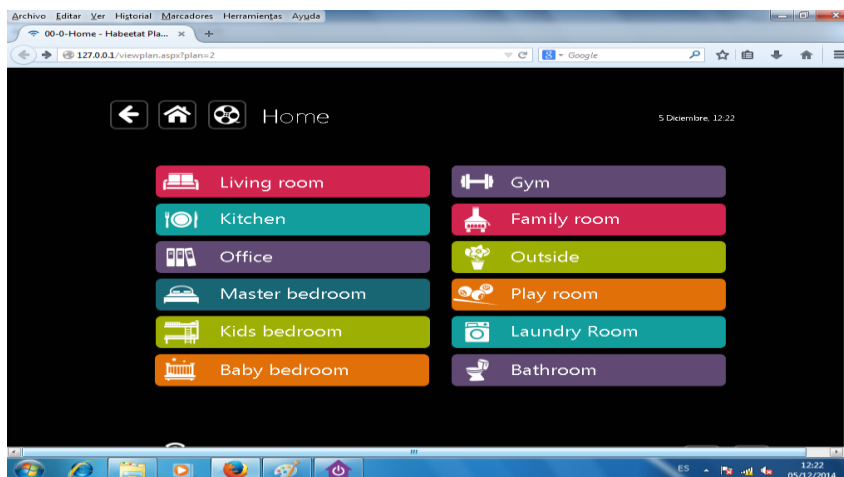 Archivo Editar Ver Historial Marcadores Herramientas Ayuda
00-0-Home - Habeetat Pla... × +
127.0.0.1/viewplan.aspx?plan=2
8 Google
Home
5 Diciembre, 12:22
Living room
Gym
Kitchen
Family room
Office
Outside
Master bedroom
Play room
Kids bedroom
Laundry Room
Baby bedroom
Bathroom
ES
12:22
05/12/2014